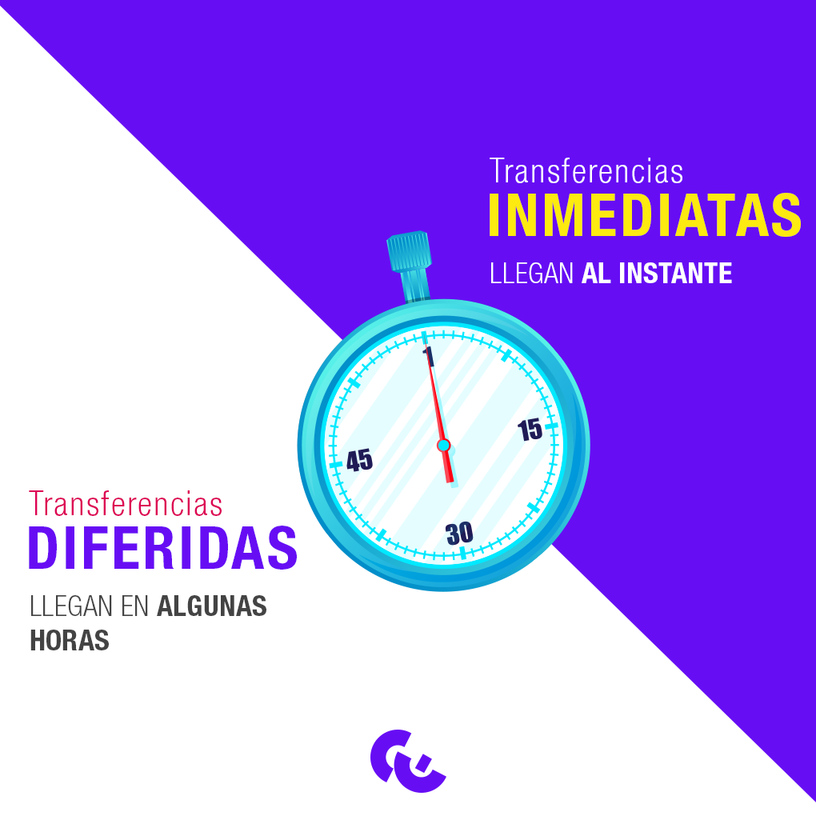 Transferencias
INMEDIATAS
LLEGAN AL INSTANTE
1
15
45
30
Transferencias
DIFERIDAS
LLEGAN EN ALGUNAS
HORAS